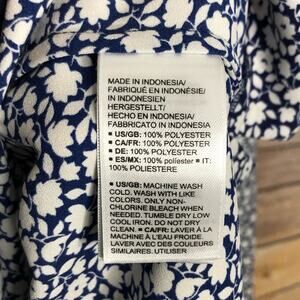 MADE IN INDONESIA/
FABRIQUÉ EN INDONÉSIE/
IN INDONESIEN
HERGESTELLT/
HECHO EN INDONESIA/
FABBRICATO IN INDONESIA
■ US/GB: 100% POLYESTER
■ CA/FR: 100% POLYESTER
■ DE: 100% POLYESTER
■ ES/MX: 100% poliéster ■ IT:
100% POLIESTERE
■ US/GB: MACHINE WASH
COLD. WASH WITH LIKE
COLORS. ONLY NON-
CHLORINE BLEACH WHEN
NEEDED. TUMBLE DRY LOW
COOL IRON. DO NOT DRY
CLEAN. ■ CA/FR: LAVER À LA
MACHINE À L'EAU FROIDE.
LAVER AVEC DES COULEURS
SIMILAIRES. UTILISER